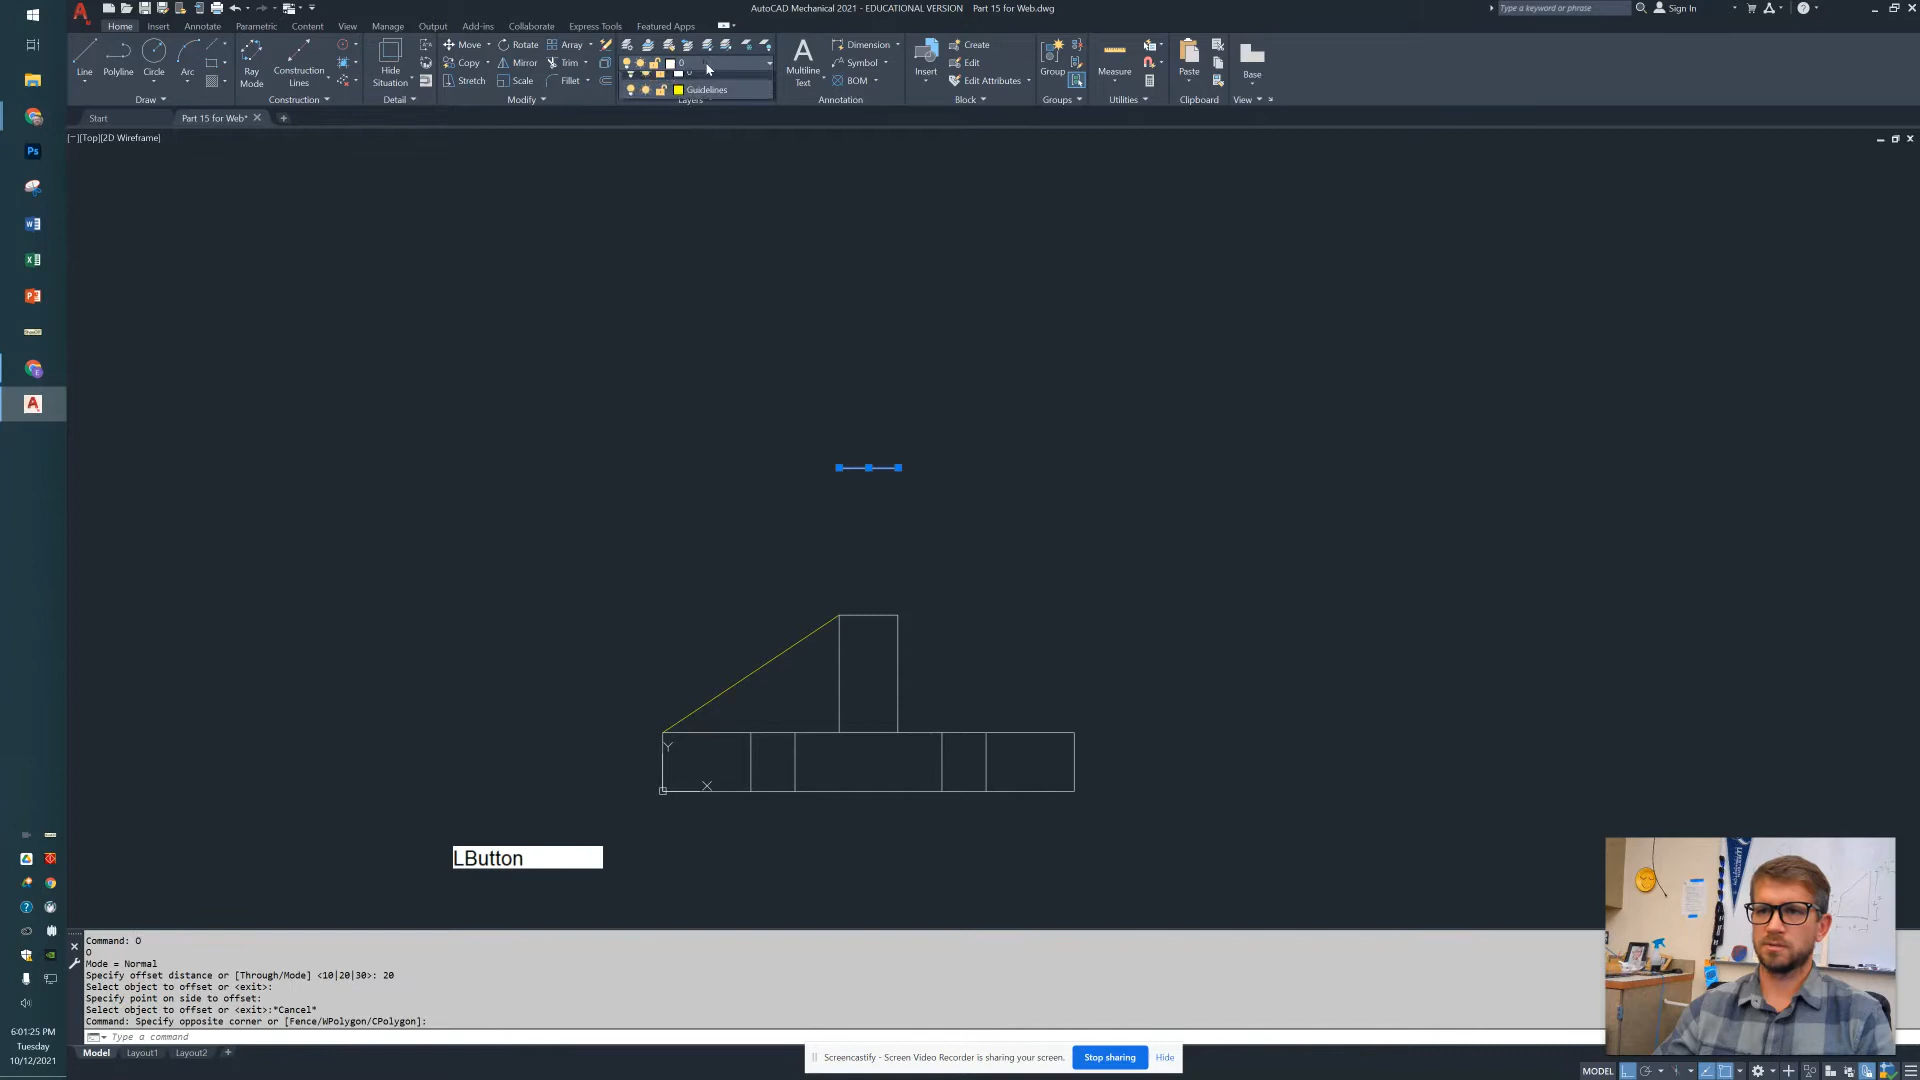 AutoCAD Mechanical 2021 - EDUCATIONAL VERSION Part 15 for Web.dwg
Type a keyword or phrase
Sign In
Home Insert Annotate Parametric View Manage Output Add-ins Collaborate Express Tools Featured Apps
Line Polyline Circle Arc
Draw
Ray Mode
Construction Lines
Construction
Hide Situation
Detail
Move Rotate Array
Copy Mirror Trim
Stretch Scale Fillet
Modify
0
0
Guidelines
Layers
Multiline Text
Dimension
Symbol
BOM
Annotation
Insert
Create
Edit
Edit Attributes
Block
Group
Groups
Measure
Utilities
Paste
Clipboard
Base
View
Start Part 15 for Web*
[−][Top][2D Wireframe]
Y
X
LButton
Command: O
O
Mode = Normal
Specify offset distance or [Through/Mode] <10|20|30>: 20
Select object to offset or <exit>:
Specify point on side to offset:
Select object to offset or <exit>:*Cancel*
Command: Specify opposite corner or [Fence/WPolygon/CPolygon]:
Type a command
Model Layout1 Layout2
Screencastify - Screen Video Recorder is sharing your screen. Stop sharing Hide
MODEL
6:01:25 PM
Tuesday
10/12/2021